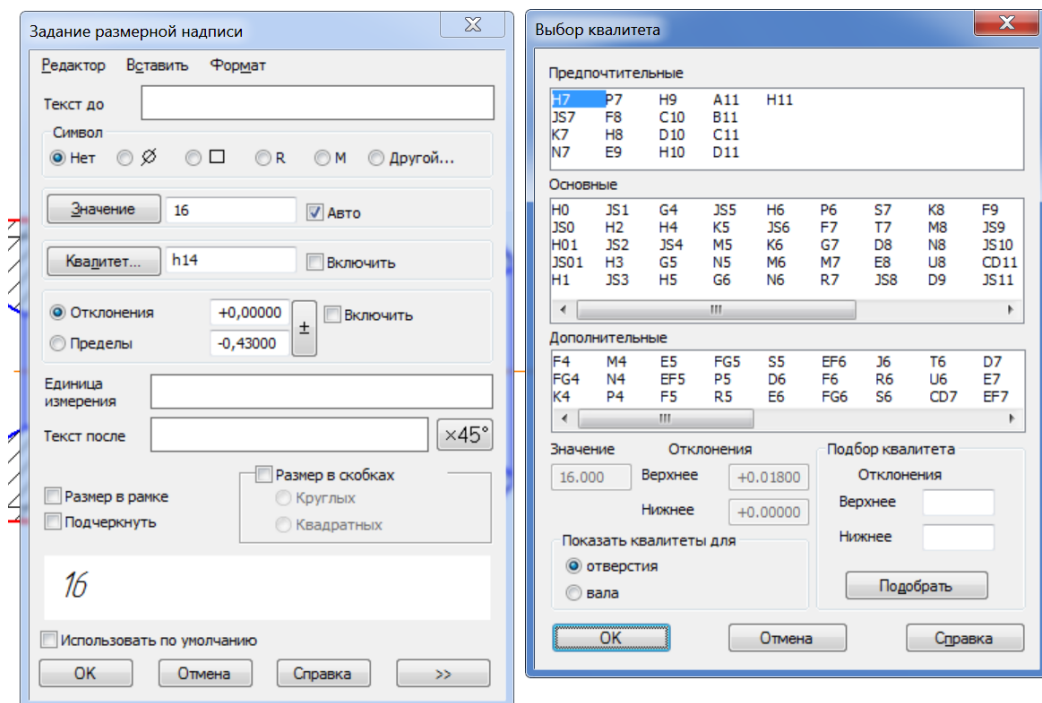 Задание размерной надписи
Редактор Вставить Формат
Текст до
Символ
Нет Ø □ R M Другой...
Значение 16 Авто
Квалитет... h14 Включить
Отклонения +0,00000 ± Включить
Пределы -0,43000
Единица
измерения
Текст после ×45°
Размер в скобках
Размер в рамке Круглых
Подчеркнуть Квадратных
16
Использовать по умолчанию
OK Отмена Справка >>
Выбор квалитета
Предпочтительные
H7 P7 H9 A11 H11
JS7 F8 C10 B11
K7 H8 D10 C11
N7 E9 H10 D11
Основные
H0 JS1 G4 JS5 H6 P6 S7 K8 F9
JS0 H2 H4 K5 JS6 F7 T7 M8 JS9
H01 JS2 JS4 M5 K6 G7 D8 N8 JS10
JS01 H3 G5 N5 M6 M7 E8 U8 CD11
H1 JS3 H5 G6 N6 R7 JS8 D9 JS11
Дополнительные
F4 M4 E5 FG5 S5 EF6 J6 T6 D7
FG4 N4 EF5 P5 D6 F6 R6 U6 E7
K4 P4 F5 R5 E6 FG6 S6 CD7 EF7
Значение Отклонения Подбор квалитета
16.000 Верхнее +0.01800 Отклонения
Верхнее
Нижнее +0.00000
Нижнее
Показать квалитеты для
отверстия
вала Подобрать
OK Отмена Справка